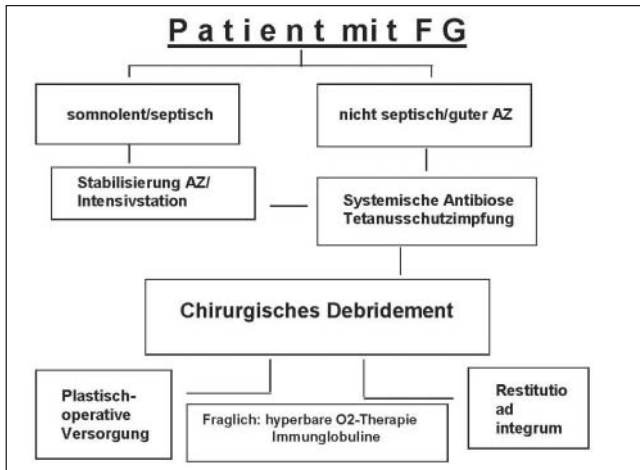 Patient mit FG
somnolent/septisch
nicht septisch/guter AZ
Stabilisierung AZ/
Intensivstation
Systemische Antibiose
Tetanusschutzimpfung
Chirurgisches Debridement
Plastisch-
operative
Versorgung
Fraglich: hyperbare O2-Therapie
Immunglobuline
Restitutio
ad
integrum